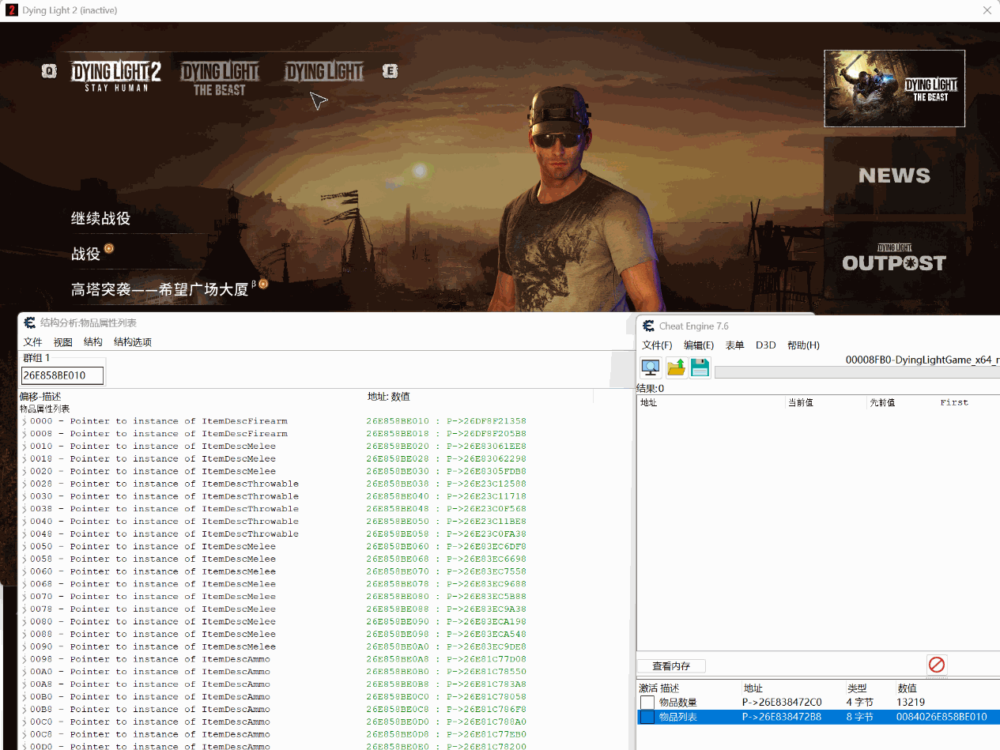 Dying Light 2 (inactive)
Q DYING LIGHT 2 DYING LIGHT DYING LIGHT E
STAY HUMAN THE BEAST
DYING LIGHT
THE BEAST
NEWS
继续战役
战役
DYING LIGHT
OUTPOST
高塔突袭——希望广场大厦 β
结构分析:物品属性列表
文件 视图 结构 结构选项
群组 1
26E858BE010
偏移-描述 地址: 数值
物品属性列表
0000 - Pointer to instance of ItemDescFirearm 26E858BE010 : P->26DF8F21358
0008 - Pointer to instance of ItemDescFirearm 26E858BE018 : P->26DF8F205B8
0010 - Pointer to instance of ItemDescMelee 26E858BE020 : P->26E83061EE8
0018 - Pointer to instance of ItemDescMelee 26E858BE028 : P->26E83062298
0020 - Pointer to instance of ItemDescMelee 26E858BE030 : P->26E8305FDB8
0028 - Pointer to instance of ItemDescThrowable 26E858BE038 : P->26E23C12588
0030 - Pointer to instance of ItemDescThrowable 26E858BE040 : P->26E23C11718
0038 - Pointer to instance of ItemDescThrowable 26E858BE048 : P->26E23C0F568
0040 - Pointer to instance of ItemDescThrowable 26E858BE050 : P->26E23C11BE8
0048 - Pointer to instance of ItemDescThrowable 26E858BE058 : P->26E23C0FA38
0050 - Pointer to instance of ItemDescMelee 26E858BE060 : P->26E83EC6DF8
0058 - Pointer to instance of ItemDescMelee 26E858BE068 : P->26E83EC6698
0060 - Pointer to instance of ItemDescMelee 26E858BE070 : P->26E83EC7558
0068 - Pointer to instance of ItemDescMelee 26E858BE078 : P->26E83EC9688
0070 - Pointer to instance of ItemDescMelee 26E858BE080 : P->26E83EC5B88
0078 - Pointer to instance of ItemDescMelee 26E858BE088 : P->26E83EC9A38
0080 - Pointer to instance of ItemDescMelee 26E858BE090 : P->26E83ECA198
0088 - Pointer to instance of ItemDescMelee 26E858BE098 : P->26E83ECA548
0090 - Pointer to instance of ItemDescMelee 26E858BE0A0 : P->26E83EC9DE8
0098 - Pointer to instance of ItemDescAmmo 26E858BE0A8 : P->26E81C77D08
00A0 - Pointer to instance of ItemDescAmmo 26E858BE0B0 : P->26E81C78550
00A8 - Pointer to instance of ItemDescAmmo 26E858BE0B8 : P->26E81C783A8
00B0 - Pointer to instance of ItemDescAmmo 26E858BE0C0 : P->26E81C78058
00B8 - Pointer to instance of ItemDescAmmo 26E858BE0C8 : P->26E81C786F8
00C0 - Pointer to instance of ItemDescAmmo 26E858BE0D0 : P->26E81C788A0
00C8 - Pointer to instance of ItemDescAmmo 26E858BE0D8 : P->26E81C77EB0
00D0 - Pointer to instance of ItemDescAmmo 26E858BE0E0 : P->26E81C78200
Cheat Engine 7.6
文件(F) 编辑(E) 表单 D3D 帮助(H)
00008FB0-DyingLightGame_x64_r
结果:0
地址 当前值 先前值 First
查看内存
激活 描述 地址 类型 数值
物品数量 P->26E838472C0 4 字节 13219
物品列表 P->26E838472B8 8 字节 0084026E858BE010